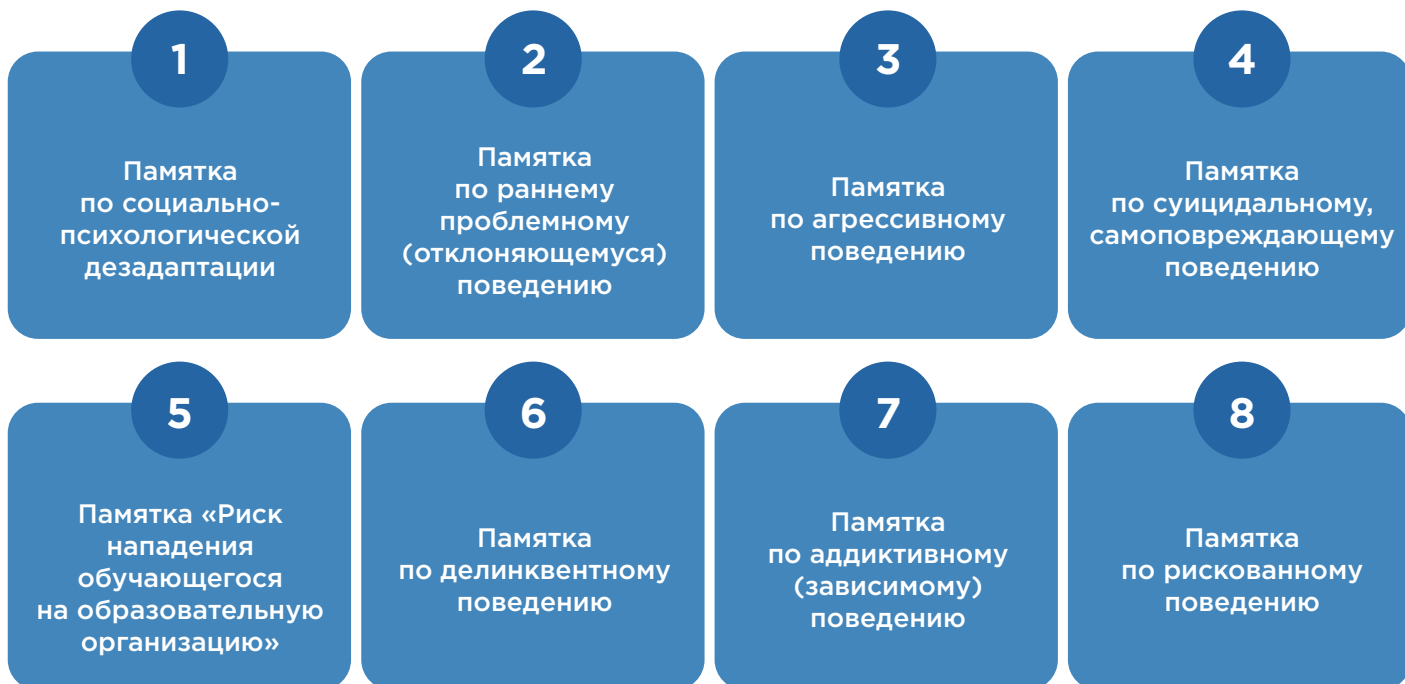 1
Памятка
по социально-
психологической
дезадаптации
2
Памятка
по раннему
проблемному
(отклоняющемуся)
поведению
3
Памятка
по агрессивному
поведению
4
Памятка
по суицидальному,
самоповреждающему
поведению
5
Памятка «Риск
нападения
обучающегося
на образовательную
организацию»
6
Памятка
по делинквентному
поведению
7
Памятка
по аддиктивному
(зависимому)
поведению
8
Памятка
по рискованному
поведению